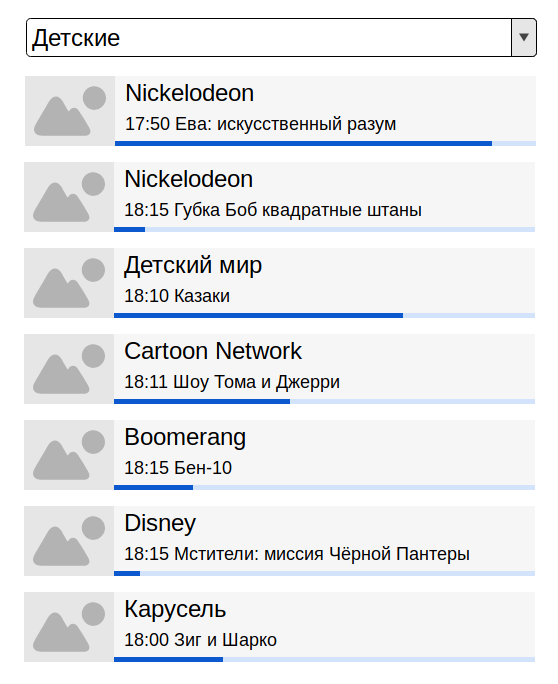 Детские
Nickelodeon
17:50 Ева: искусственный разум
Nickelodeon
18:15 Губка Боб квадратные штаны
Детский мир
18:10 Казаки
Cartoon Network
18:11 Шоу Тома и Джерри
Boomerang
18:15 Бен-10
Disney
18:15 Мстители: миссия Чёрной Пантеры
Карусель
18:00 Зиг и Шарко